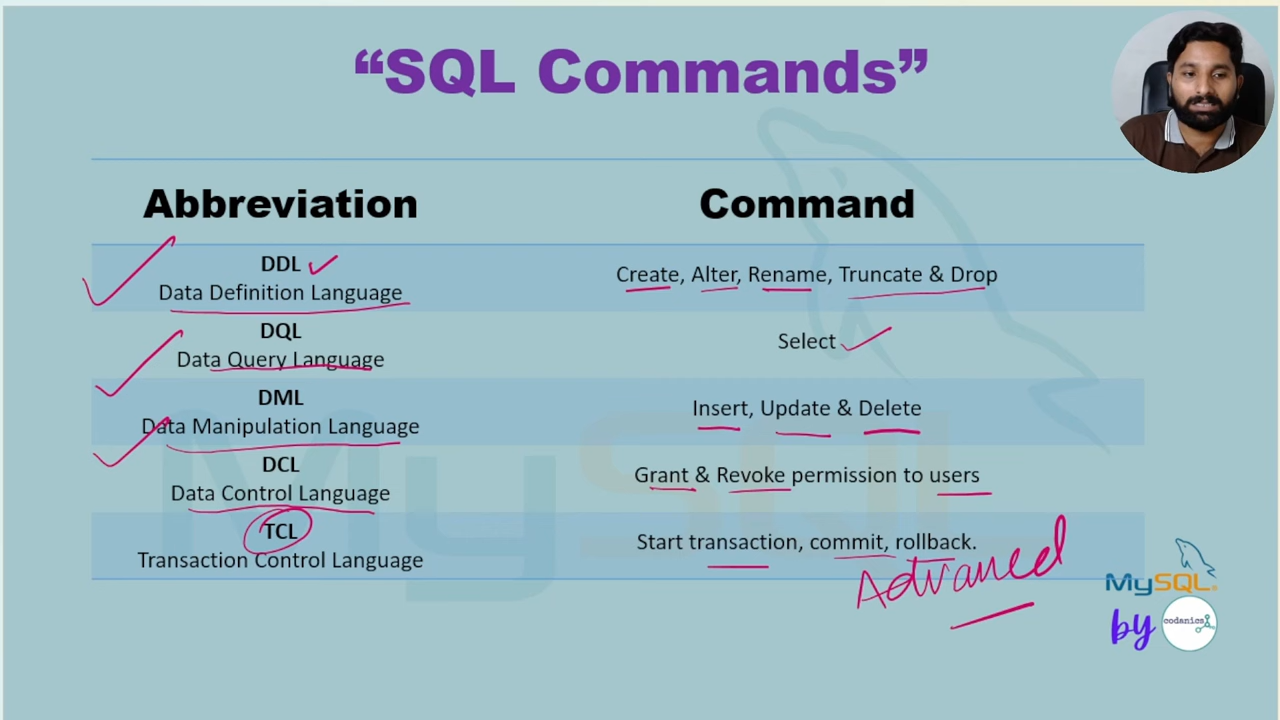 “SQL Commands”
Abbreviation Command
DDL
Data Definition Language
Create, Alter, Rename, Truncate & Drop
DQL
Data Query Language
Select
DML
Data Manipulation Language
Insert, Update & Delete
DCL
Data Control Language
Grant & Revoke permission to users
TCL
Transaction Control Language
Start transaction, commit, rollback.
Advanced
MySQL
MySQL
by
codanics